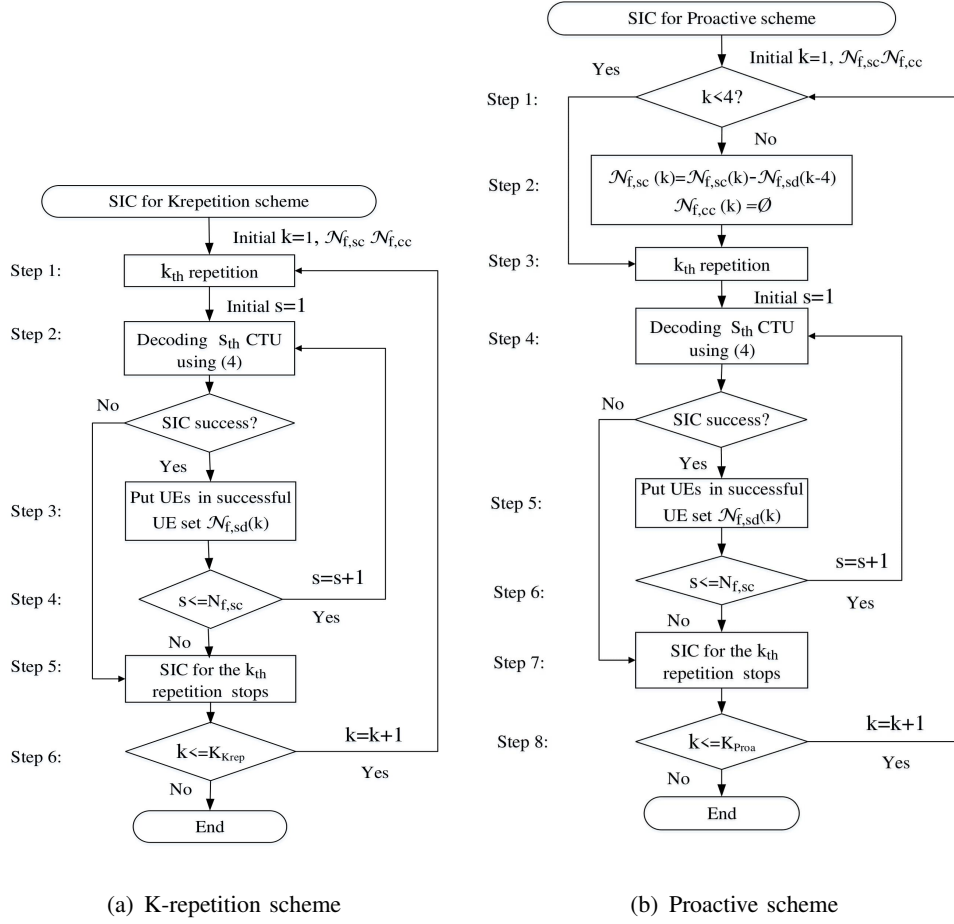 SIC for Krepetition scheme
Initial k=1, 𝒩f,sc 𝒩f,cc
Step 1:
kth repetition
Initial s=1
Step 2:
Decoding Sth CTU
using (4)
No
SIC success?
Yes
Step 3:
Put UEs in successful
UE set 𝒩f,sd(k)
s=s+1
Step 4:
s<=Nf,sc
Yes
No
Step 5:
SIC for the kth
repetition stops
k=k+1
Step 6:
k<=KKrep
Yes
No
End
(a) K-repetition scheme
SIC for Proactive scheme
Initial k=1, 𝒩f,sc𝒩f,cc
Yes
Step 1:
k<4?
No
Step 2:
𝒩f,sc (k)=𝒩f,sc(k)-𝒩f,sd(k-4)
𝒩f,cc (k) =Ø
Step 3:
kth repetition
Initial s=1
Step 4:
Decoding Sth CTU
using (4)
No
SIC success?
Yes
Step 5:
Put UEs in successful
UE set 𝒩f,sd(k)
s=s+1
Step 6:
s<=Nf,sc
Yes
No
Step 7:
SIC for the kth
repetition stops
k=k+1
Step 8:
k<=KProa
Yes
No
End
(b) Proactive scheme